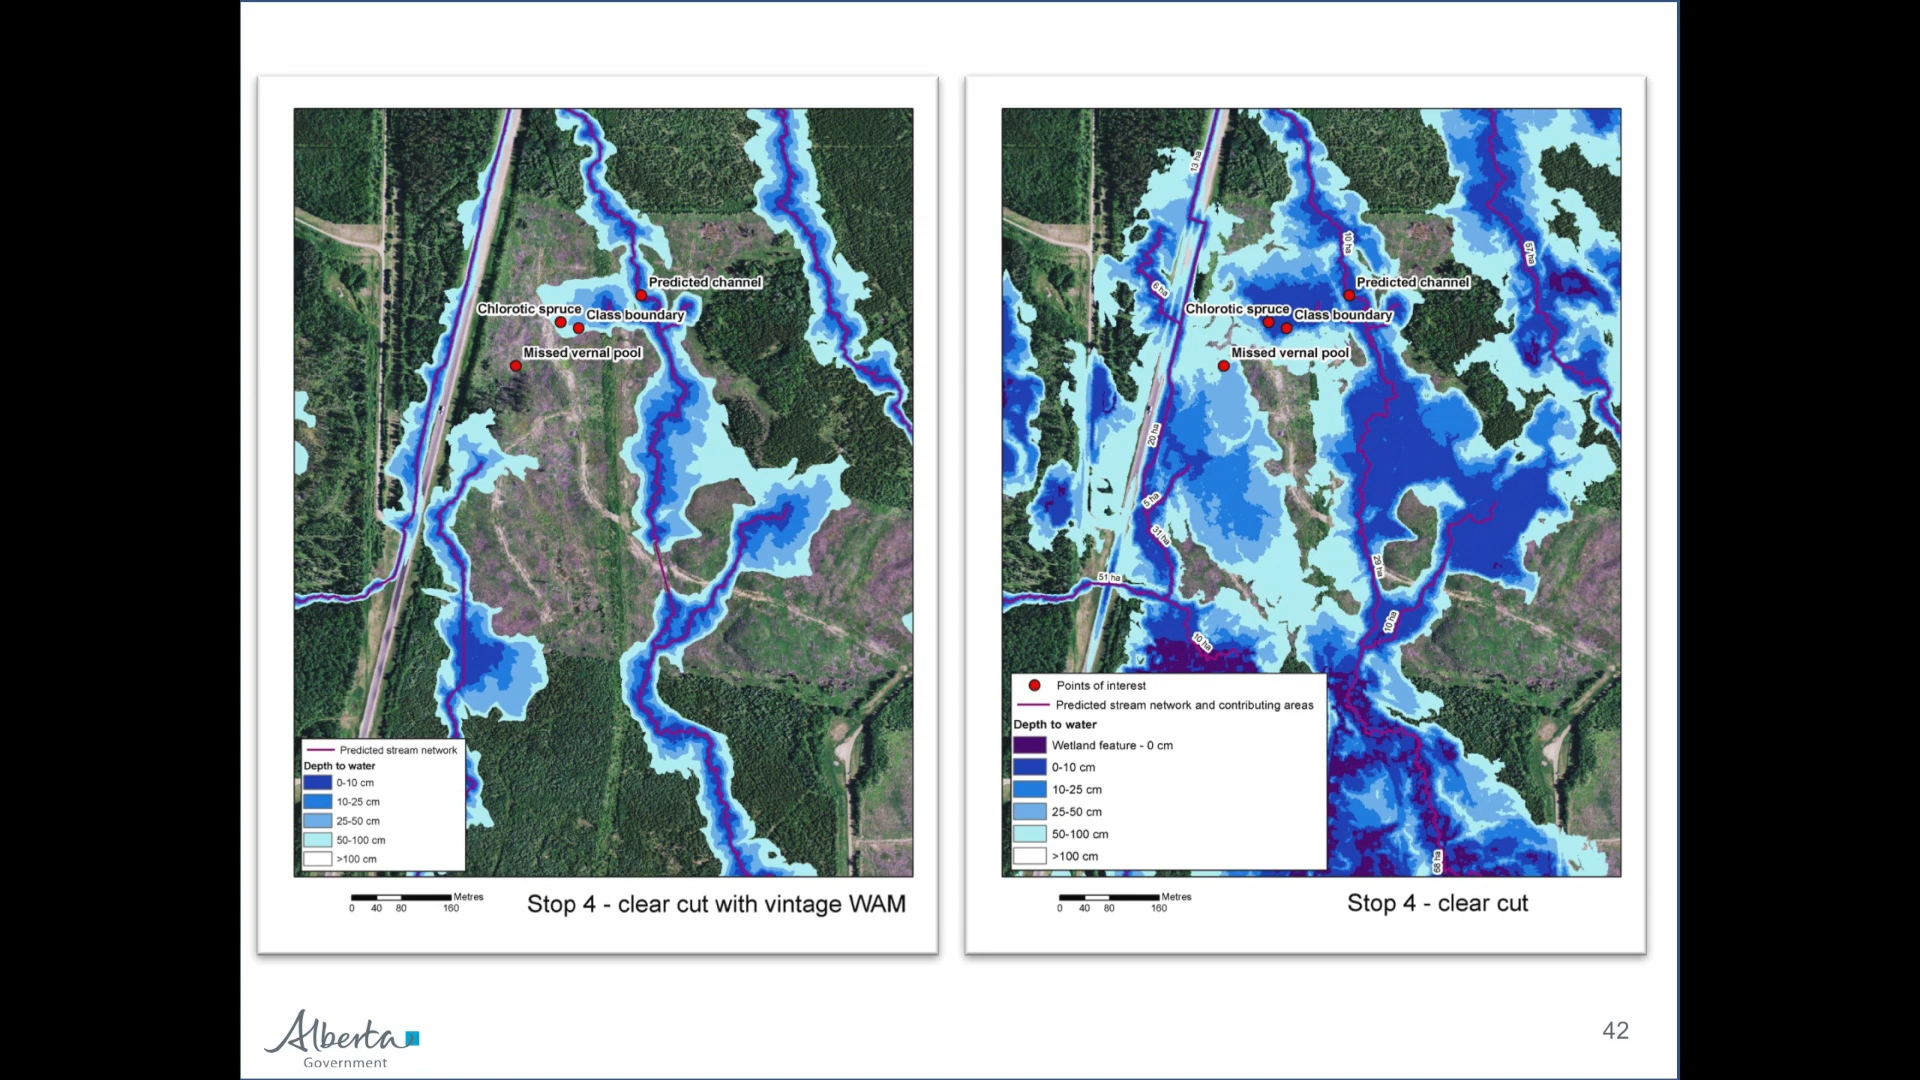 Predicted channel
Chlorotic spruce
Class boundary
Missed vernal pool
Predicted stream network
Depth to water
0-10 cm
10-25 cm
25-50 cm
50-100 cm
>100 cm
Metres
0 40 80 160
Stop 4 - clear cut with vintage WAM
13 ha
10 ha
57 ha
6 ha
Predicted channel
Chlorotic spruce
Class boundary
Missed vernal pool
20 ha
5 ha
31 ha
29 ha
51 ha
10 ha
10 ha
Points of interest
Predicted stream network and contributing areas
Depth to water
Wetland feature - 0 cm
0-10 cm
10-25 cm
25-50 cm
50-100 cm
>100 cm
Metres
0 40 80 160
Stop 4 - clear cut
Alberta
Government
42